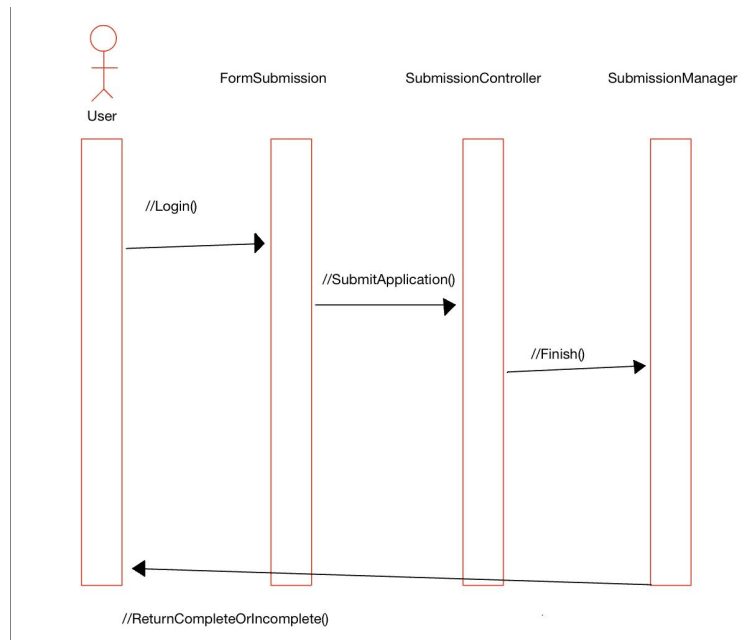 FormSubmission
SubmissionController
SubmissionManager
User
//Login()
//SubmitApplication()
//Finish()
//ReturnCompleteOrIncomplete()